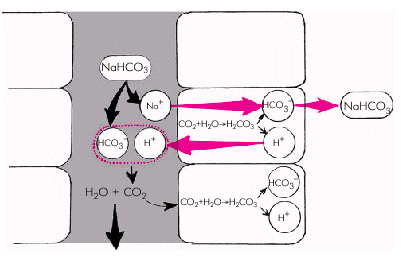 NaHCO₃
Na⁺
HCO₃⁻
NaHCO₃
CO₂+H₂O→H₂CO₃
HCO₃⁻
H⁺
H⁺
H₂O + CO₂
CO₂+H₂O→H₂CO₃
HCO₃⁻
H⁺